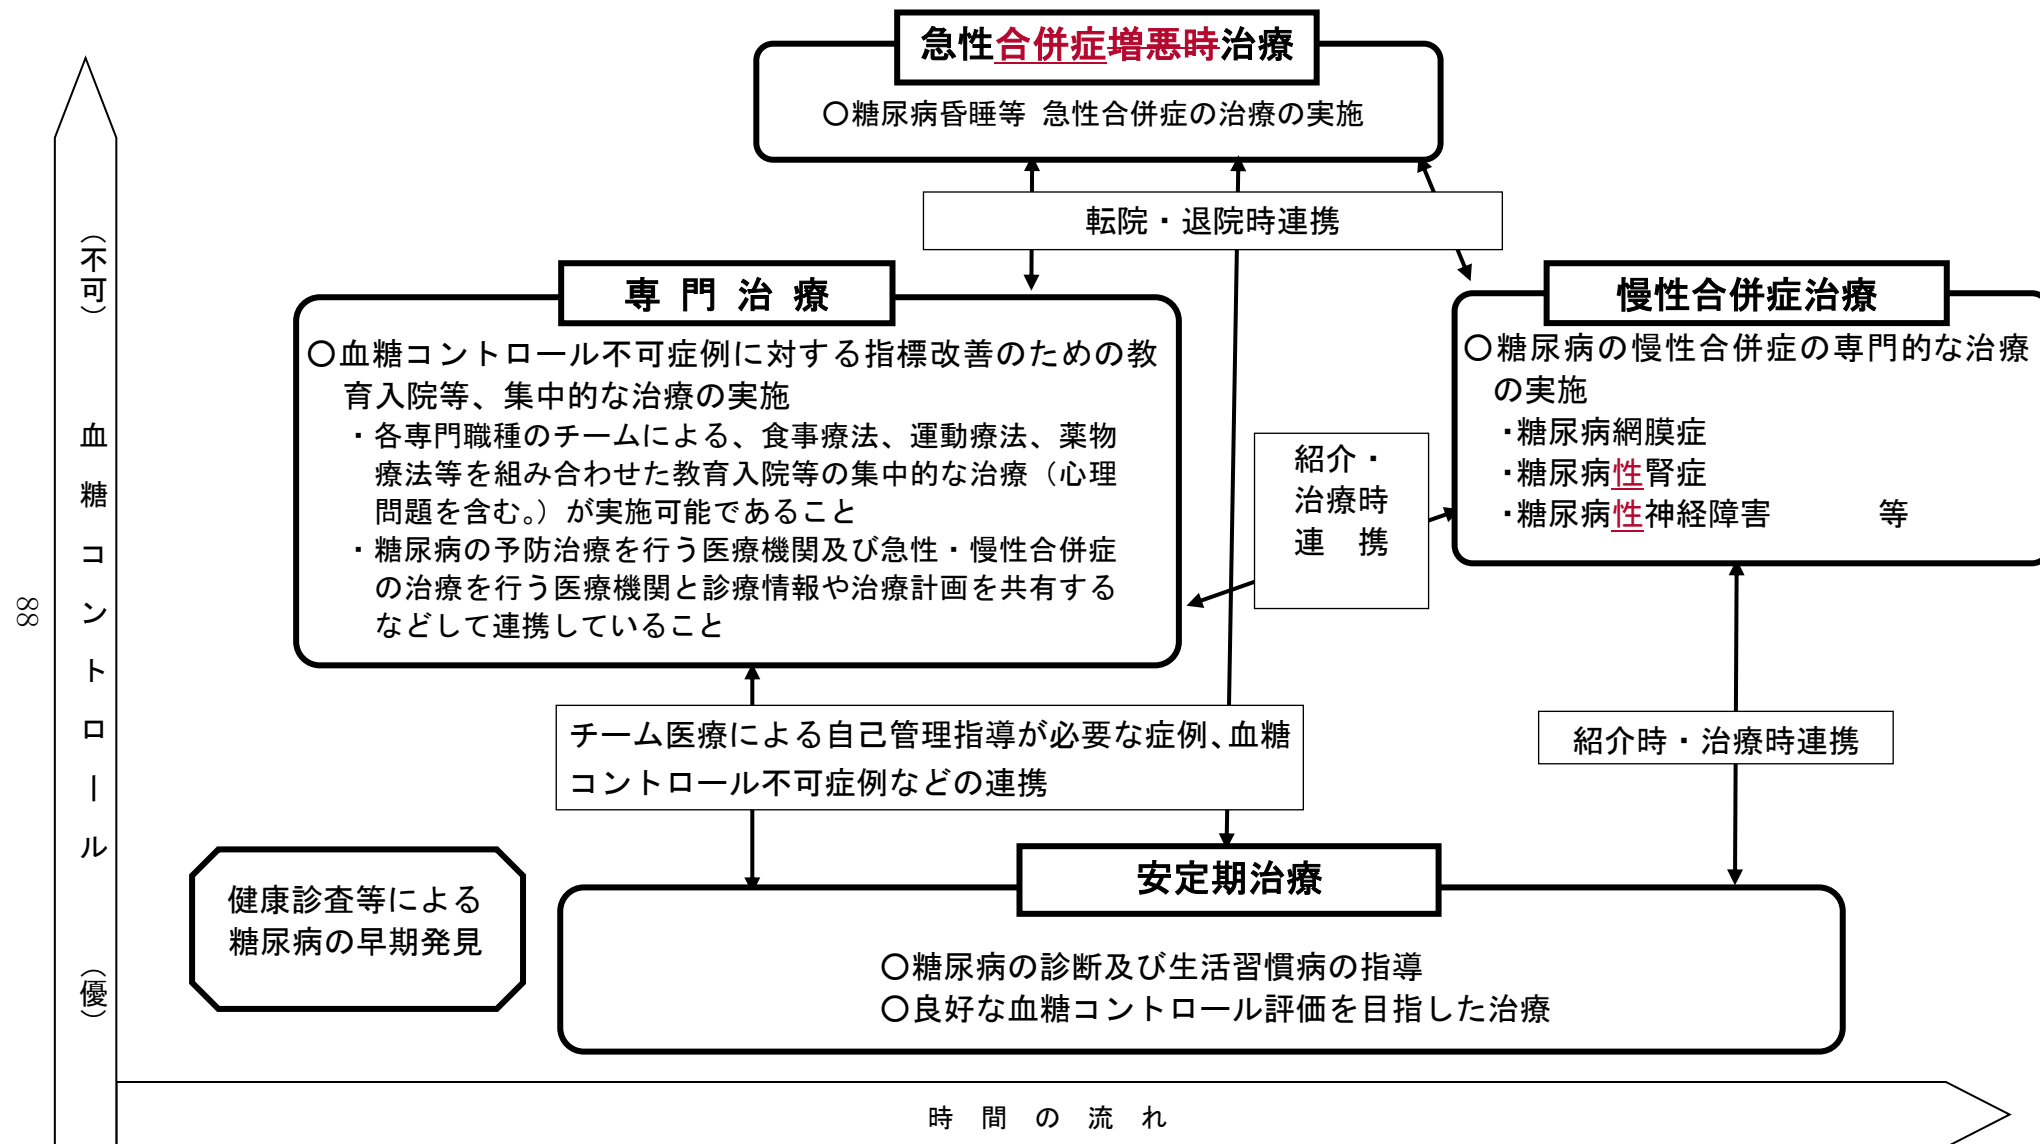 急性合併症増悪時治療
〇糖尿病昏睡等 急性合併症の治療の実施
転院・退院時連携
専門治療
〇血糖コントロール不可症例に対する指標改善のための教
育入院等、集中的な治療の実施
・各専門職種のチームによる、食事療法、運動療法、薬物
療法等を組み合わせた教育入院等の集中的な治療（心理
問題を含む。）が実施可能であること
・糖尿病の予防治療を行う医療機関及び急性・慢性合併症
の治療を行う医療機関と診療情報や治療計画を共有する
などして連携していること
紹介・
治療時
連　携
慢性合併症治療
〇糖尿病の慢性合併症の専門的な治療
の実施
・糖尿病網膜症
・糖尿病性腎症
・糖尿病性神経障害　　　等
チーム医療による自己管理指導が必要な症例、血糖
コントロール不可症例などの連携
紹介時・治療時連携
健康診査等による
糖尿病の早期発見
安定期治療
〇糖尿病の診断及び生活習慣病の指導
〇良好な血糖コントロール評価を目指した治療
（不可）　血糖コントロール　（優）
時間の流れ
88